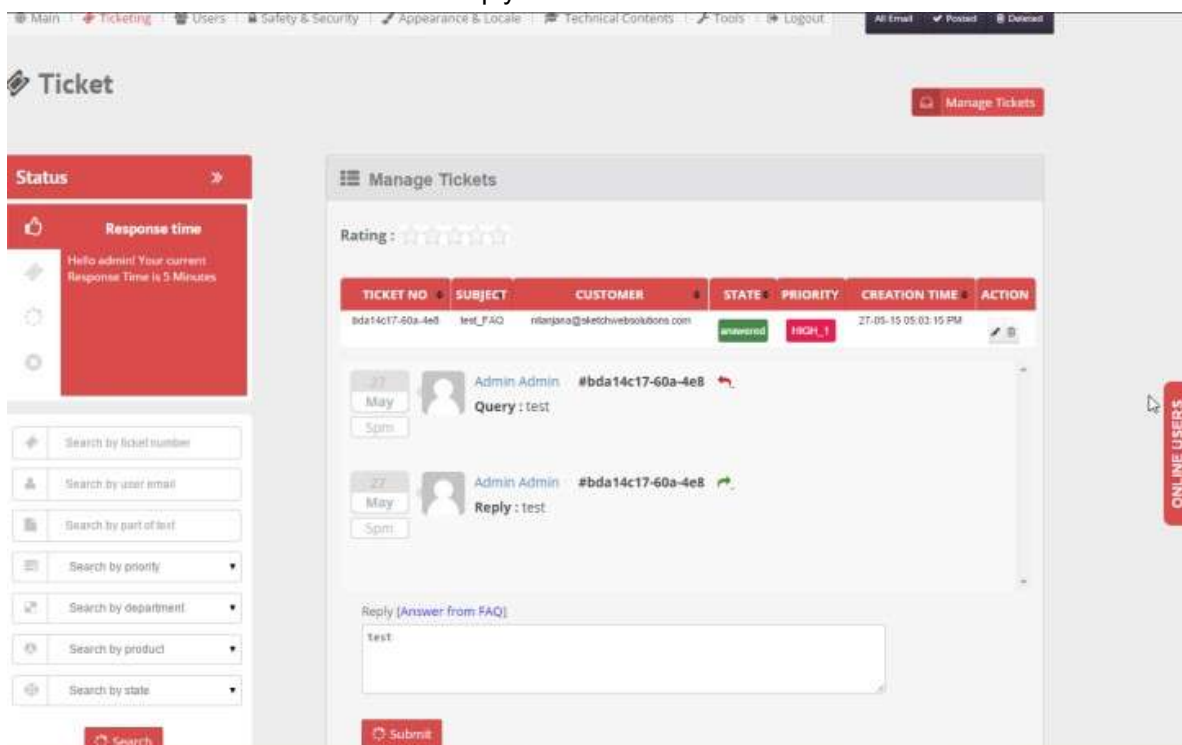 reply
Main Ticketing Users Safety & Security Appearance & Locale Technical Contents Tools Logout All Email Posted Deleted
Ticket
Manage Tickets
Status
Response time
Hello admin! Your current
Response Time is 5 Minutes
Search by ticket number
Search by user email
Search by part of text
Search by priority
Search by department
Search by product
Search by state
Search
Manage Tickets
Rating :
TICKET NO SUBJECT CUSTOMER STATE PRIORITY CREATION TIME ACTION
bda14c17-60a-4e8 test_FAQ nitanjana@sketchwebsolutions.com answered HIGH_1 27-05-15 05:03:15 PM
27
May
5pm
Admin Admin #bda14c17-60a-4e8
Query : test
27
May
5pm
Admin Admin #bda14c17-60a-4e8
Reply : test
Reply [Answer from FAQ]
test
Submit
ONLINE USERS